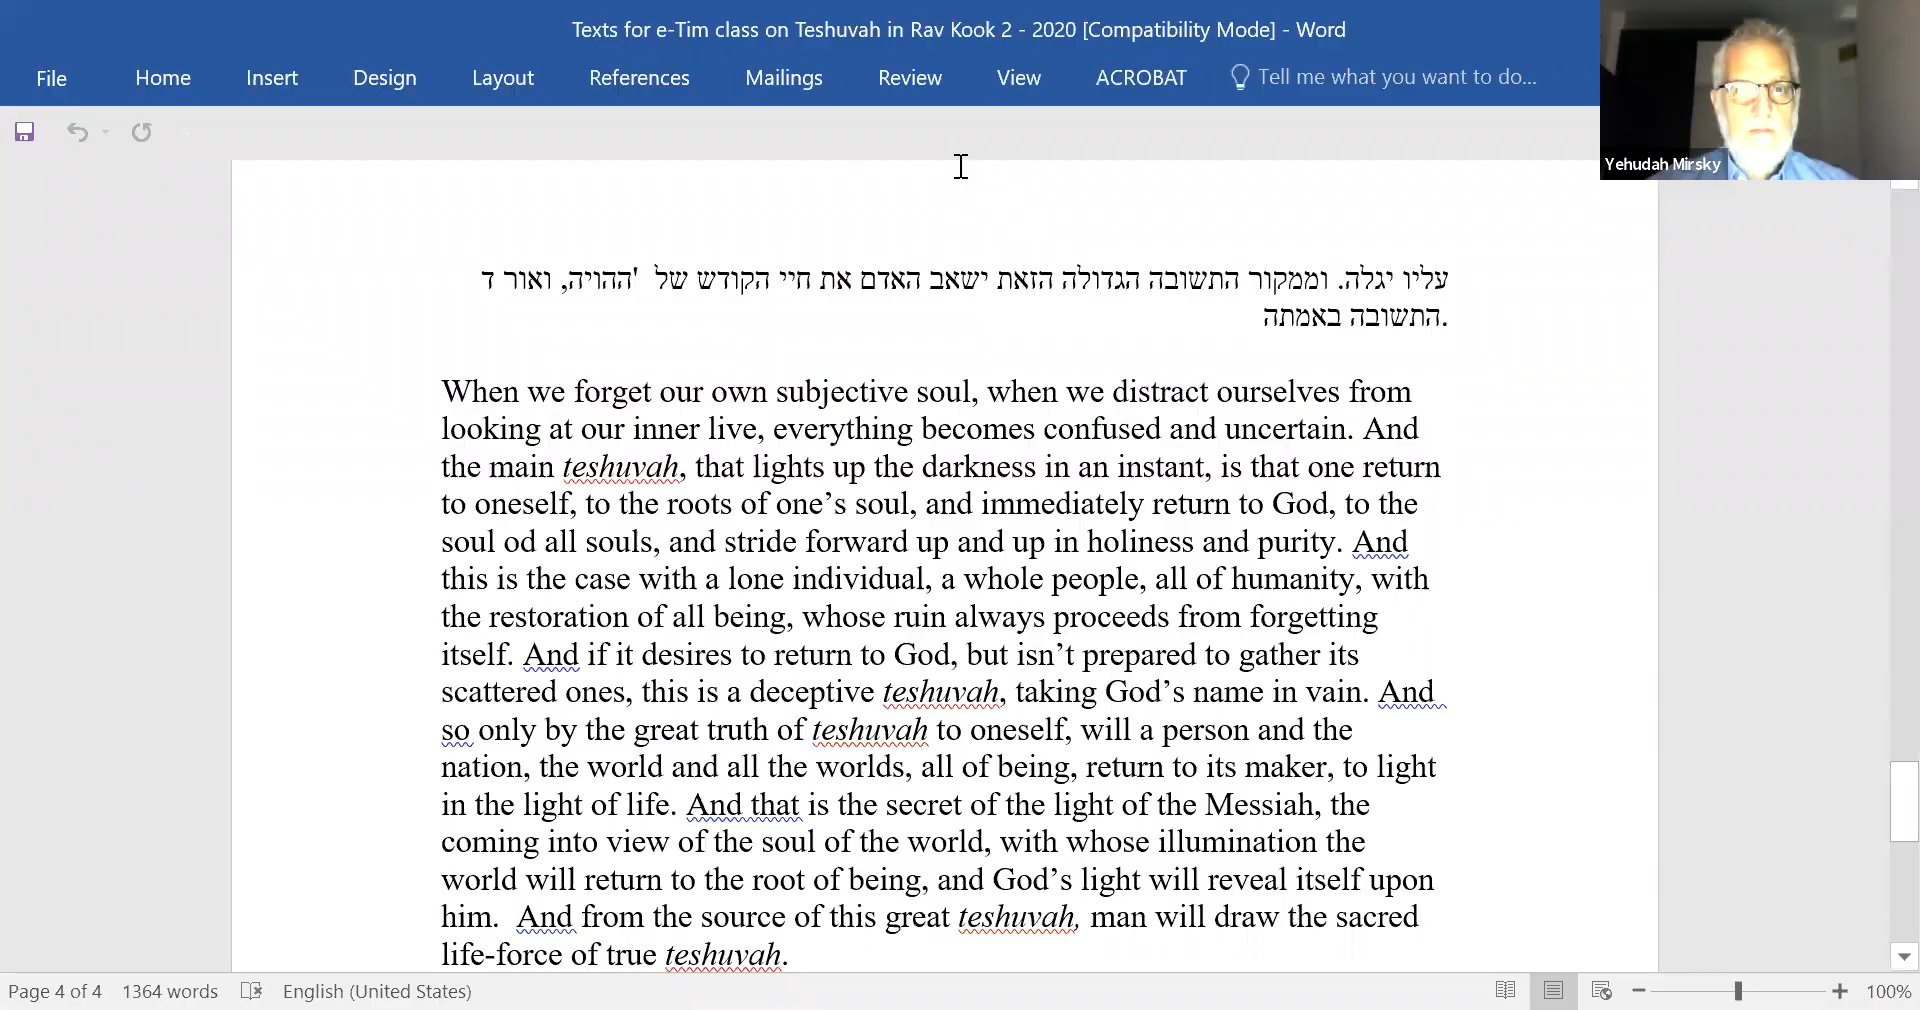 Texts for e-Tim class on Teshuvah in Rav Kook 2 - 2020 [Compatibility Mode] - Word
File Home Insert Design Layout References Mailings Review View ACROBAT Tell me what you want to do...
Yehudah Mirsky
עליו יגלה. וממקור התשובה הגדולה הזאת ישאב האדם את חיי הקודש של 'ההויה, ואור ד
.התשובה באמתה
When we forget our own subjective soul, when we distract ourselves from
looking at our inner live, everything becomes confused and uncertain. And
the main teshuvah, that lights up the darkness in an instant, is that one return
to oneself, to the roots of one’s soul, and immediately return to God, to the
soul od all souls, and stride forward up and up in holiness and purity. And
this is the case with a lone individual, a whole people, all of humanity, with
the restoration of all being, whose ruin always proceeds from forgetting
itself. And if it desires to return to God, but isn’t prepared to gather its
scattered ones, this is a deceptive teshuvah, taking God’s name in vain. And
so only by the great truth of teshuvah to oneself, will a person and the
nation, the world and all the worlds, all of being, return to its maker, to light
in the light of life. And that is the secret of the light of the Messiah, the
coming into view of the soul of the world, with whose illumination the
world will return to the root of being, and God’s light will reveal itself upon
him. And from the source of this great teshuvah, man will draw the sacred
life-force of true teshuvah.
Page 4 of 4 1364 words English (United States) 100%